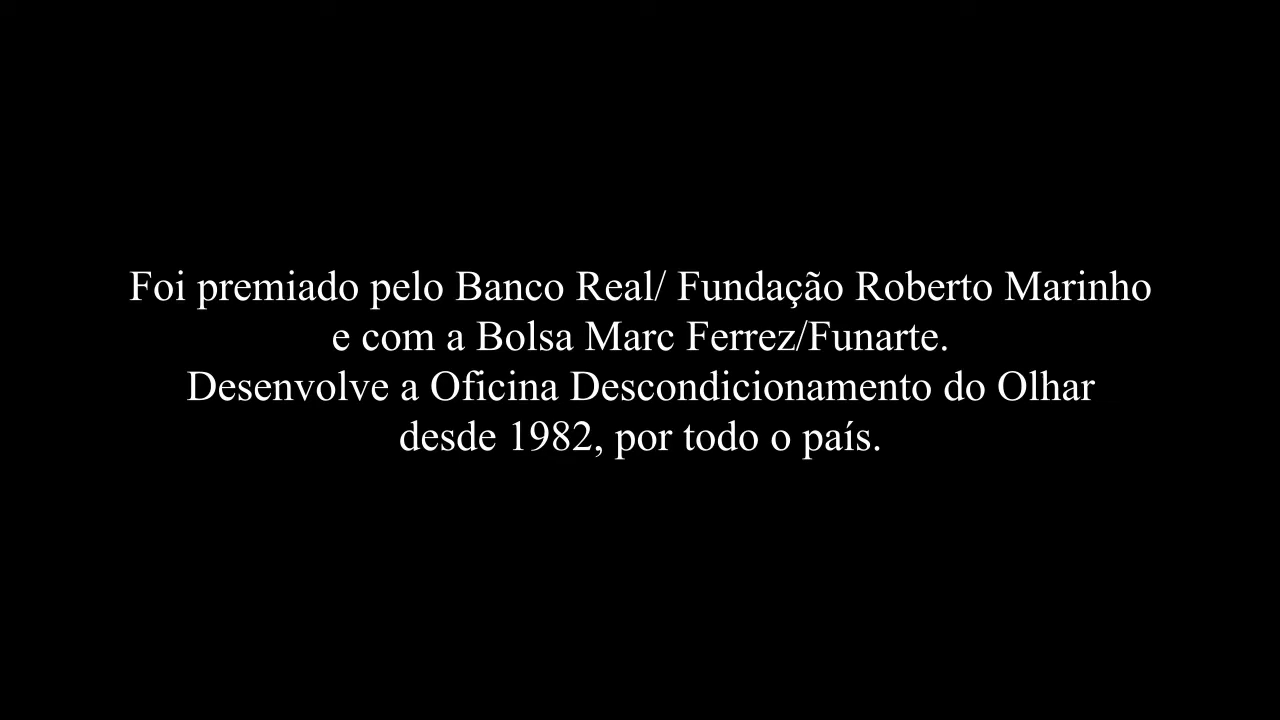 Foi premiado pelo Banco Real/ Fundação Roberto Marinho
e com a Bolsa Marc Ferrez/Funarte.
Desenvolve a Oficina Descondicionamento do Olhar
desde 1982, por todo o país.